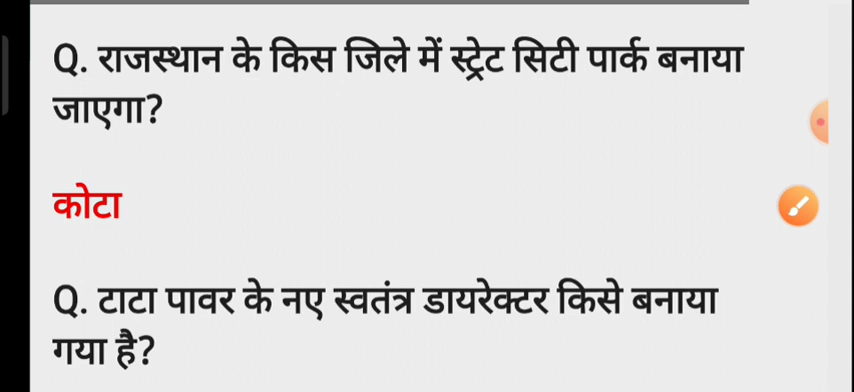 Q. राजस्थान के किस जिले में स्ट्रेट सिटी पार्क बनाया
जाएगा?
कोटा
Q. टाटा पावर के नए स्वतंत्र डायरेक्टर किसे बनाया
गया है?